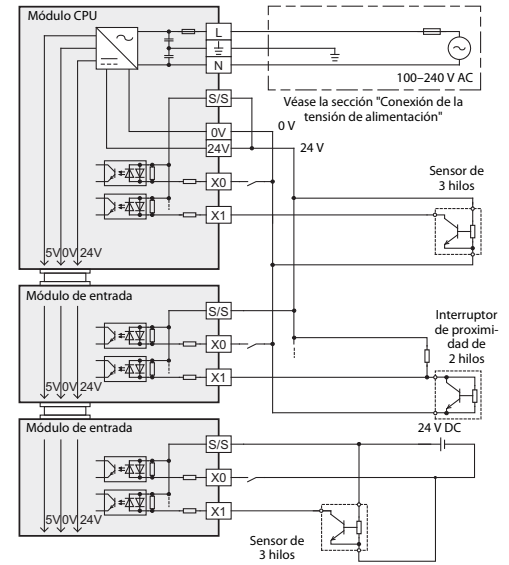 Módulo CPU
L
N
100–240 V AC
S/S
Véase la sección "Conexión de la
tensión de alimentación"
0V
0 V
24V
24 V
X0
X1
Sensor de
3 hilos
5V 0V 24V
Módulo de entrada
S/S
X0
X1
Interruptor
de proximi-
dad de
2 hilos
5V 0V 24V
Módulo de entrada
24 V DC
S/S
X0
X1
5V 0V 24V
Sensor de
3 hilos